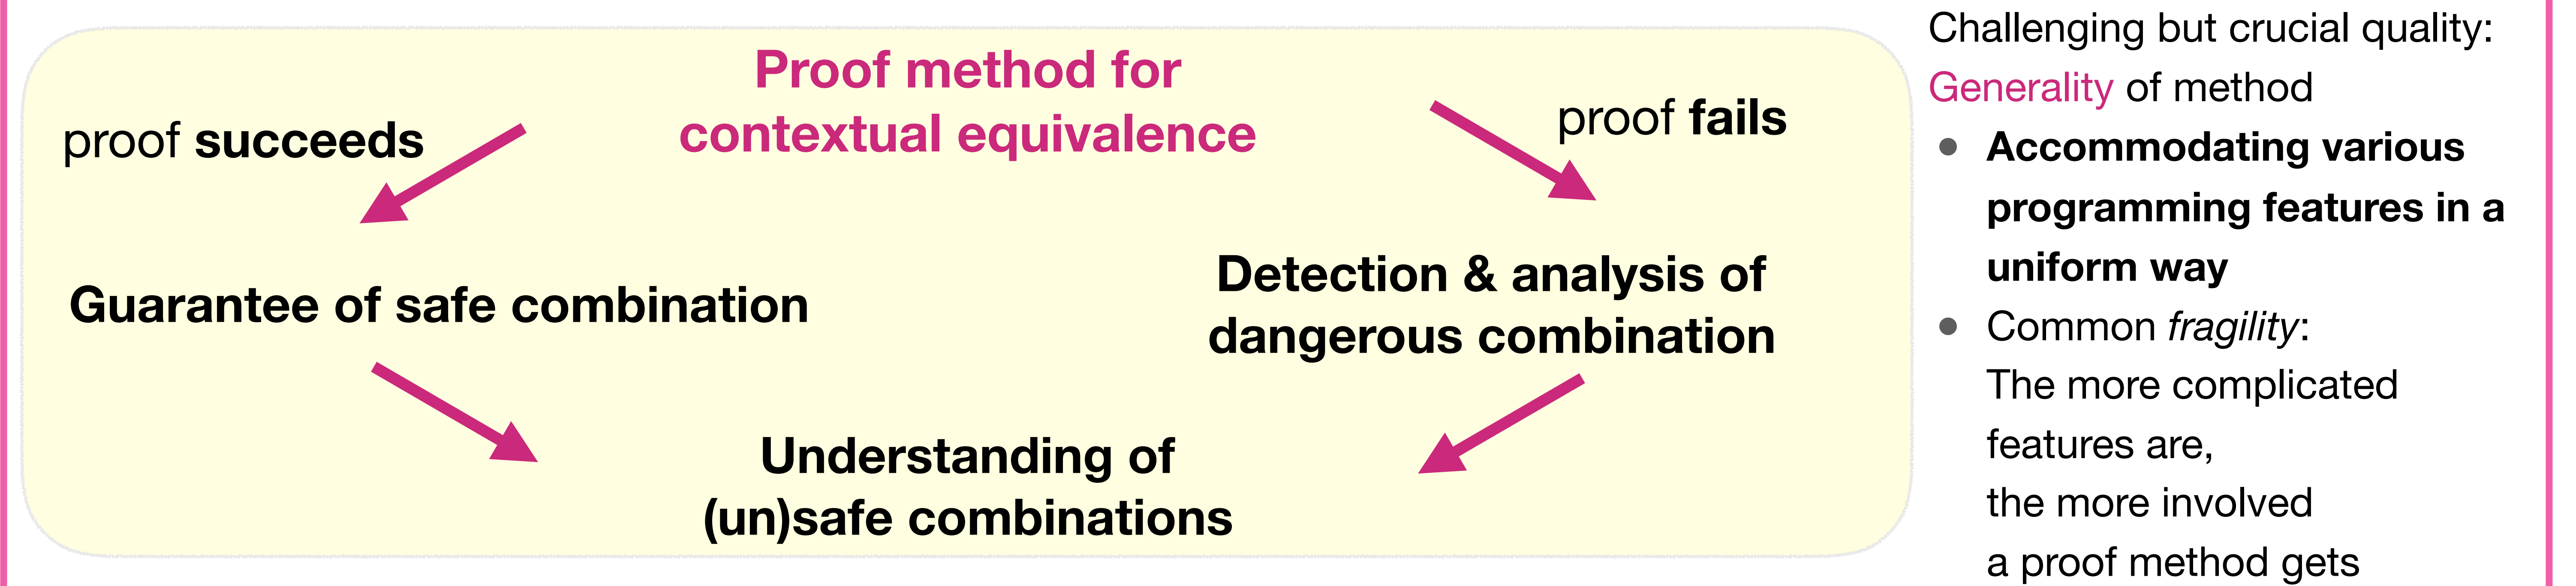 Proof method for
contextual equivalence
proof succeeds
proof fails
Guarantee of safe combination
Detection & analysis of
dangerous combination
Understanding of
(un)safe combinations
Challenging but crucial quality:
Generality of method
• Accommodating various
programming features in a
uniform way
• Common fragility:
The more complicated
features are,
the more involved
a proof method gets